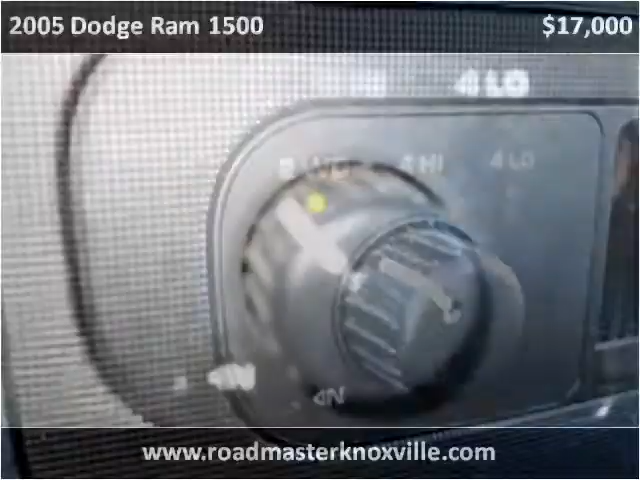 2005 Dodge Ram 1500 $17,000
4 LO
4 HI 4 LO
N
www.roadmasterknoxville.com